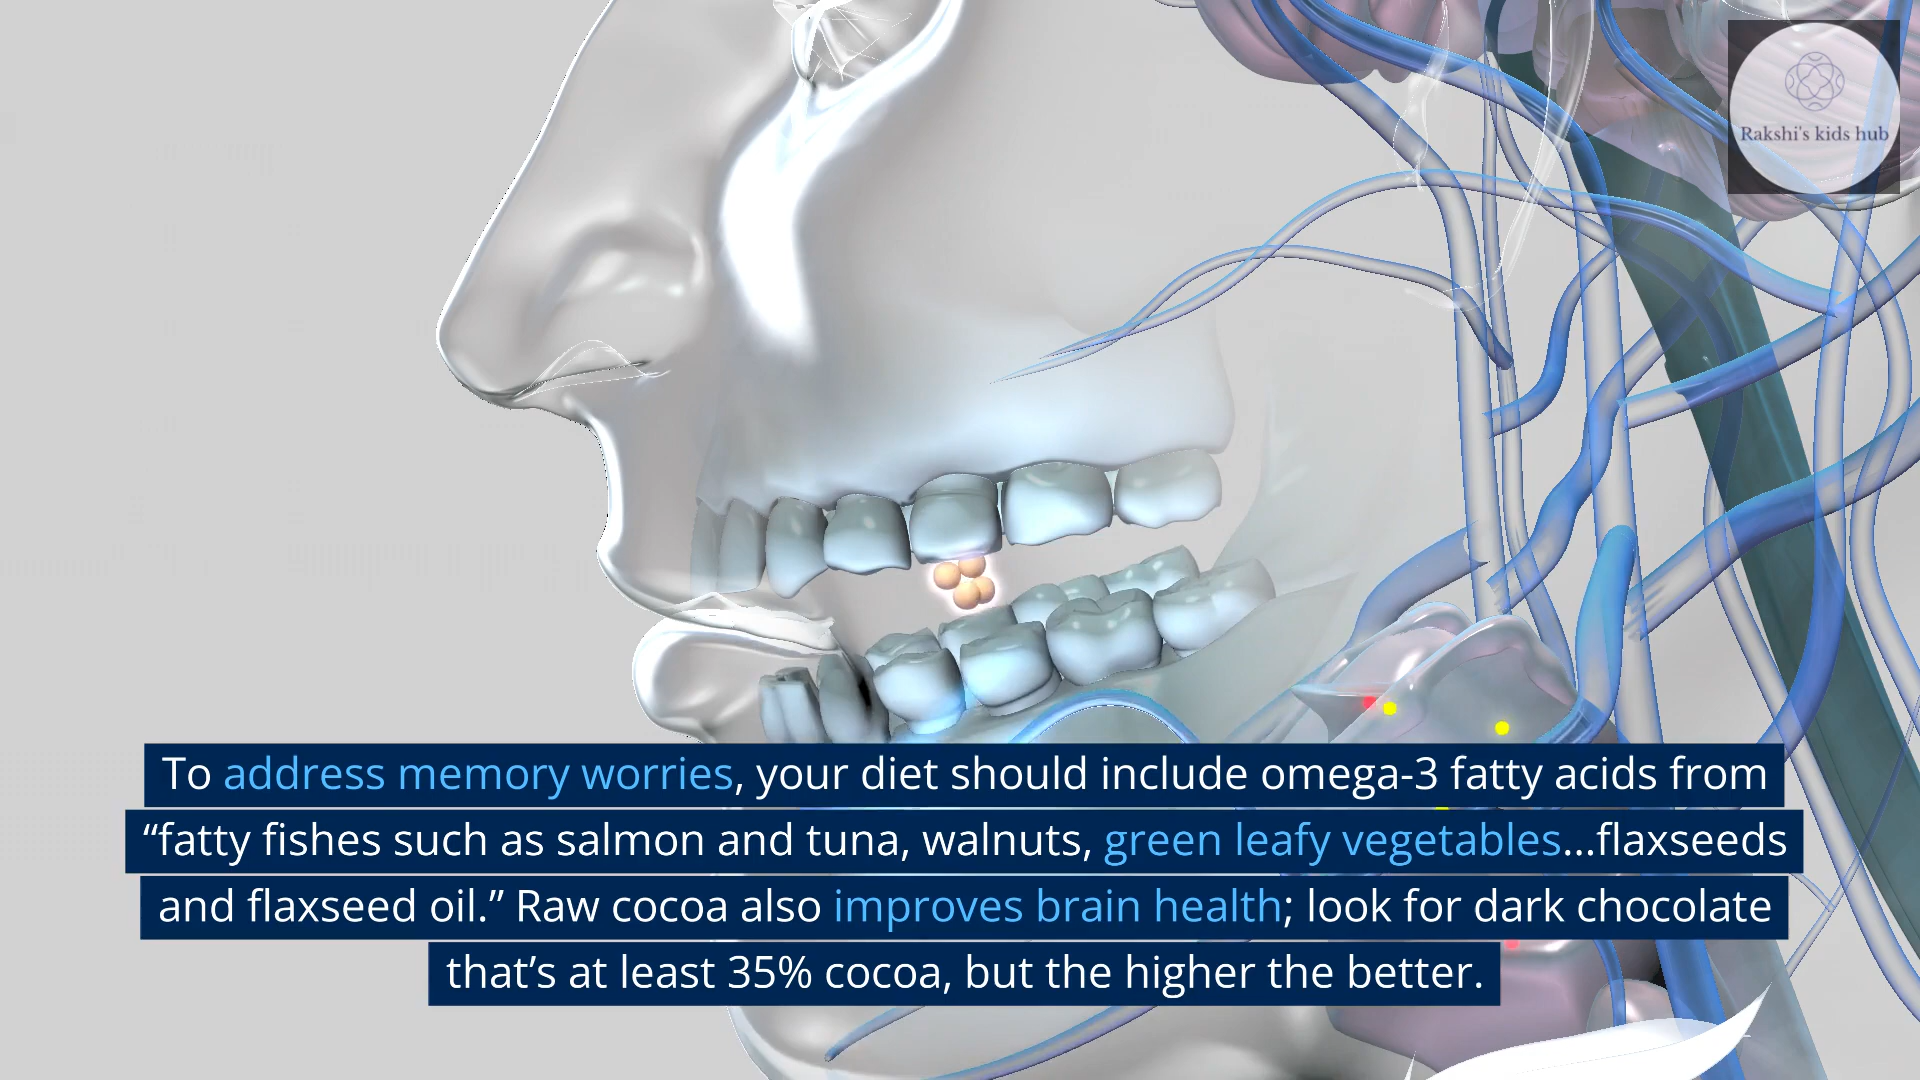 Rakshi's kids hub
To address memory worries, your diet should include omega-3 fatty acids from
“fatty fishes such as salmon and tuna, walnuts, green leafy vegetables…flaxseeds
and flaxseed oil.” Raw cocoa also improves brain health; look for dark chocolate
that’s at least 35% cocoa, but the higher the better.